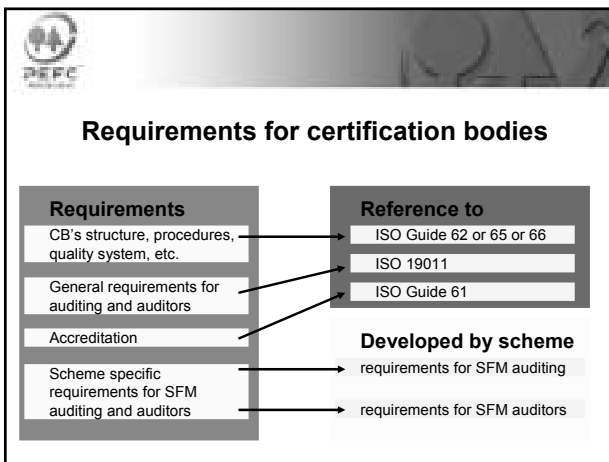 PEFC
Requirements for certification bodies
Requirements
CB's structure, procedures,
quality system, etc.
General requirements for
auditing and auditors
Accreditation
Scheme specific
requirements for SFM
auditing and auditors
Reference to
ISO Guide 62 or 65 or 66
ISO 19011
ISO Guide 61
Developed by scheme
requirements for SFM auditing
requirements for SFM auditors